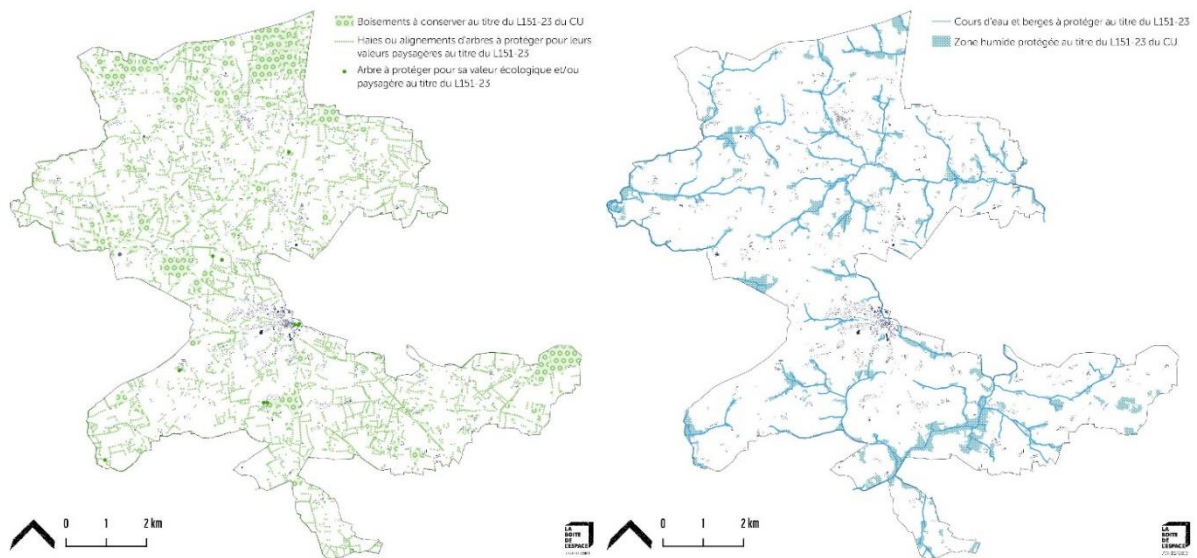 Boisements à conserver au titre du L151-23 du CU
Haies ou alignements d'arbres à protéger pour leurs
valeurs paysagères au titre du L151-23
Arbre à protéger pour sa valeur écologique et/ou
paysagère au titre du L151-23
0 1 2 km
LA
BOITE
DE
L'ESPACE
Cours d'eau et berges à protéger au titre du L151-23
Zone humide protégée au titre du L151-23 du CU
0 1 2 km
LA
BOITE
DE
L'ESPACE